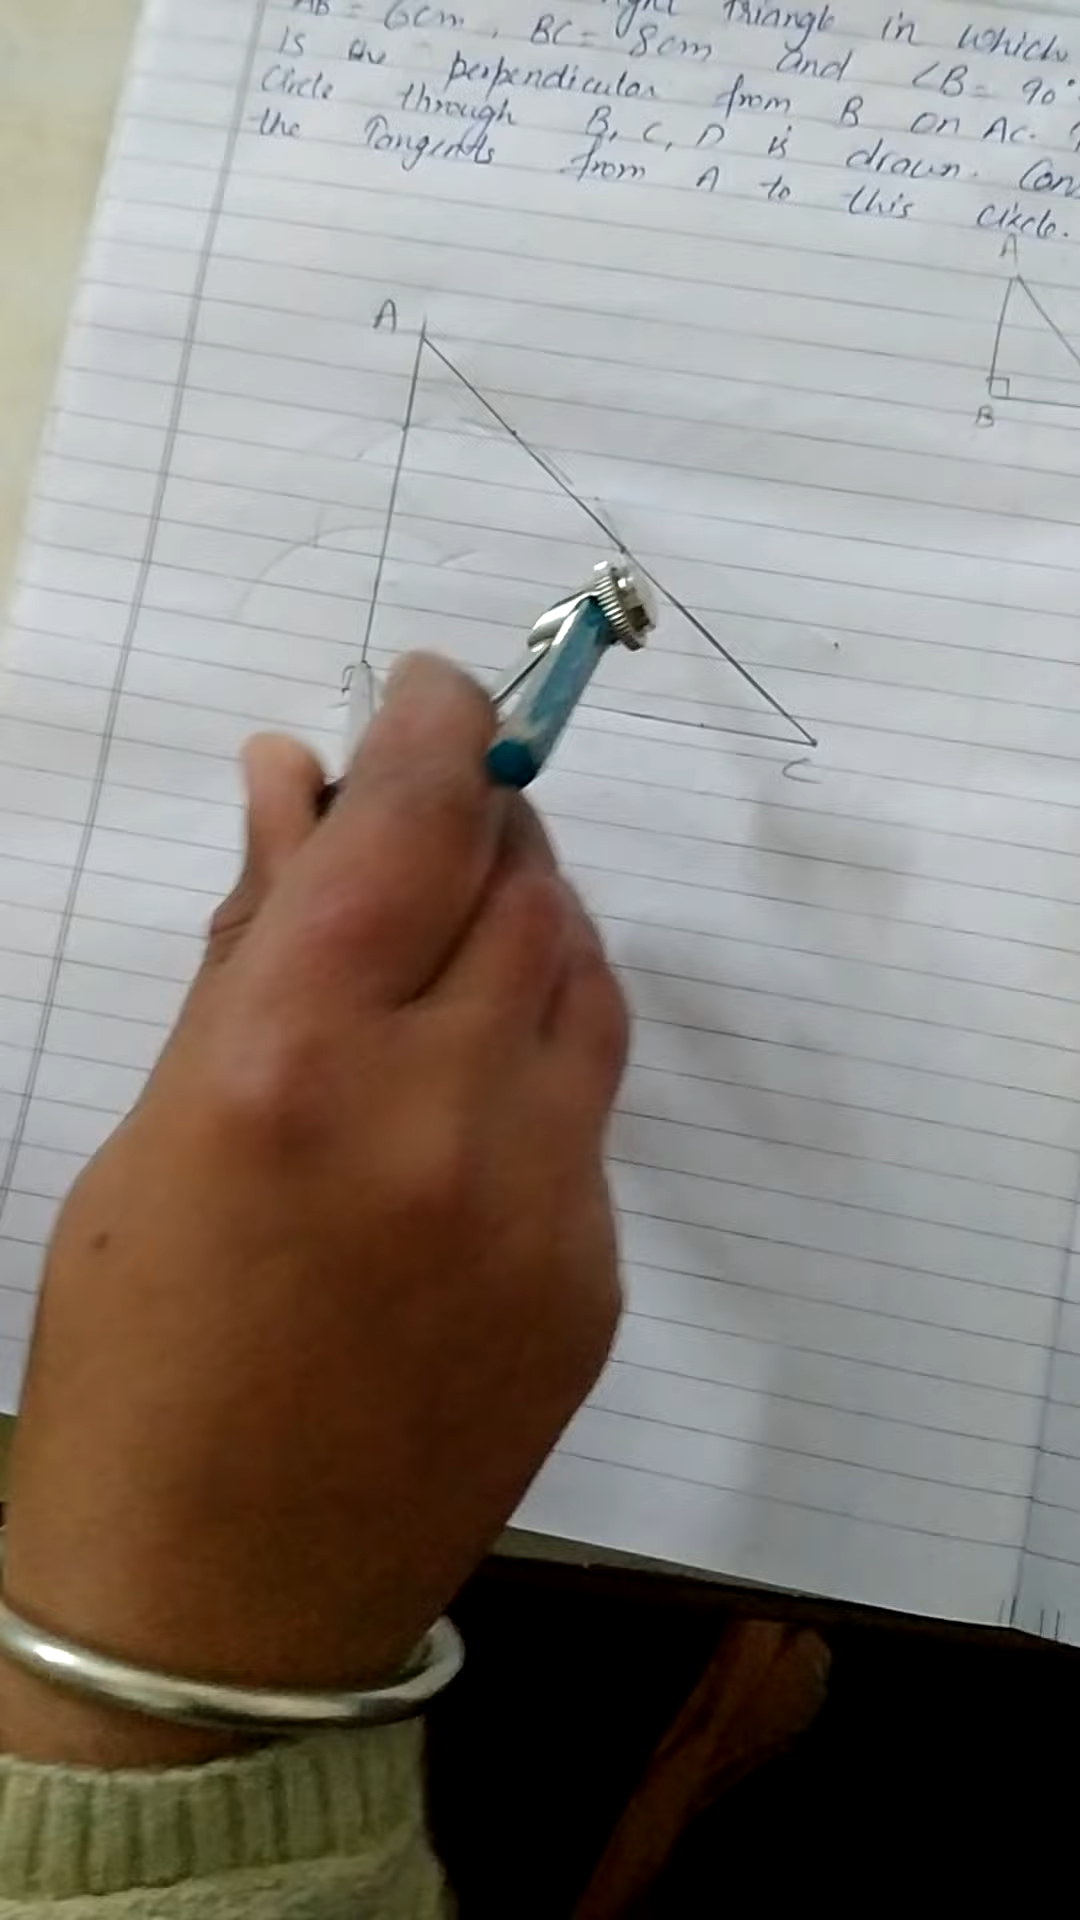 AB = 6cm, BC = 8cm and ∠B = 90°
is perpendicular from B on AC.
Circle through B, C, D is drawn.
the Tangents from A to this circle.
A
A
B
C